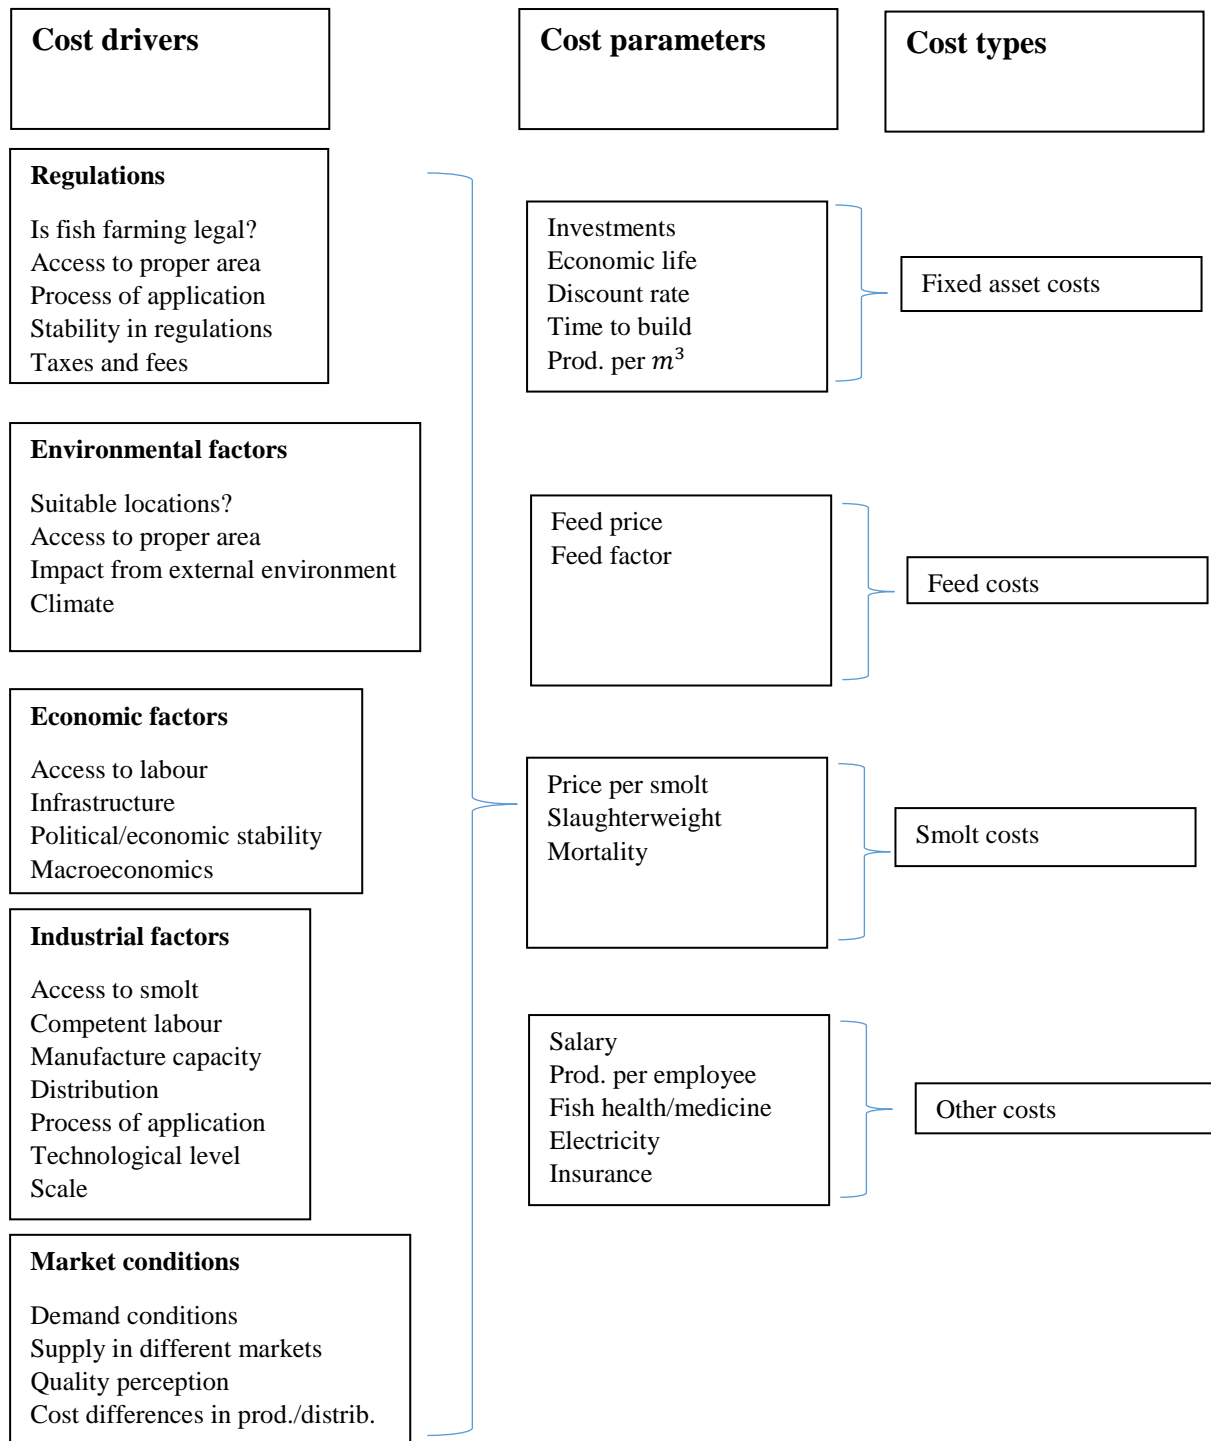 Cost drivers
Cost parameters
Cost types
Regulations
Is fish farming legal?
Access to proper area
Process of application
Stability in regulations
Taxes and fees
Environmental factors
Suitable locations?
Access to proper area
Impact from external environment
Climate
Economic factors
Access to labour
Infrastructure
Political/economic stability
Macroeconomics
Industrial factors
Access to smolt
Competent labour
Manufacture capacity
Distribution
Process of application
Technological level
Scale
Market conditions
Demand conditions
Supply in different markets
Quality perception
Cost differences in prod./distrib.
Investments
Economic life
Discount rate
Time to build
Prod. per m³
Feed price
Feed factor
Price per smolt
Slaughterweight
Mortality
Salary
Prod. per employee
Fish health/medicine
Electricity
Insurance
Fixed asset costs
Feed costs
Smolt costs
Other costs